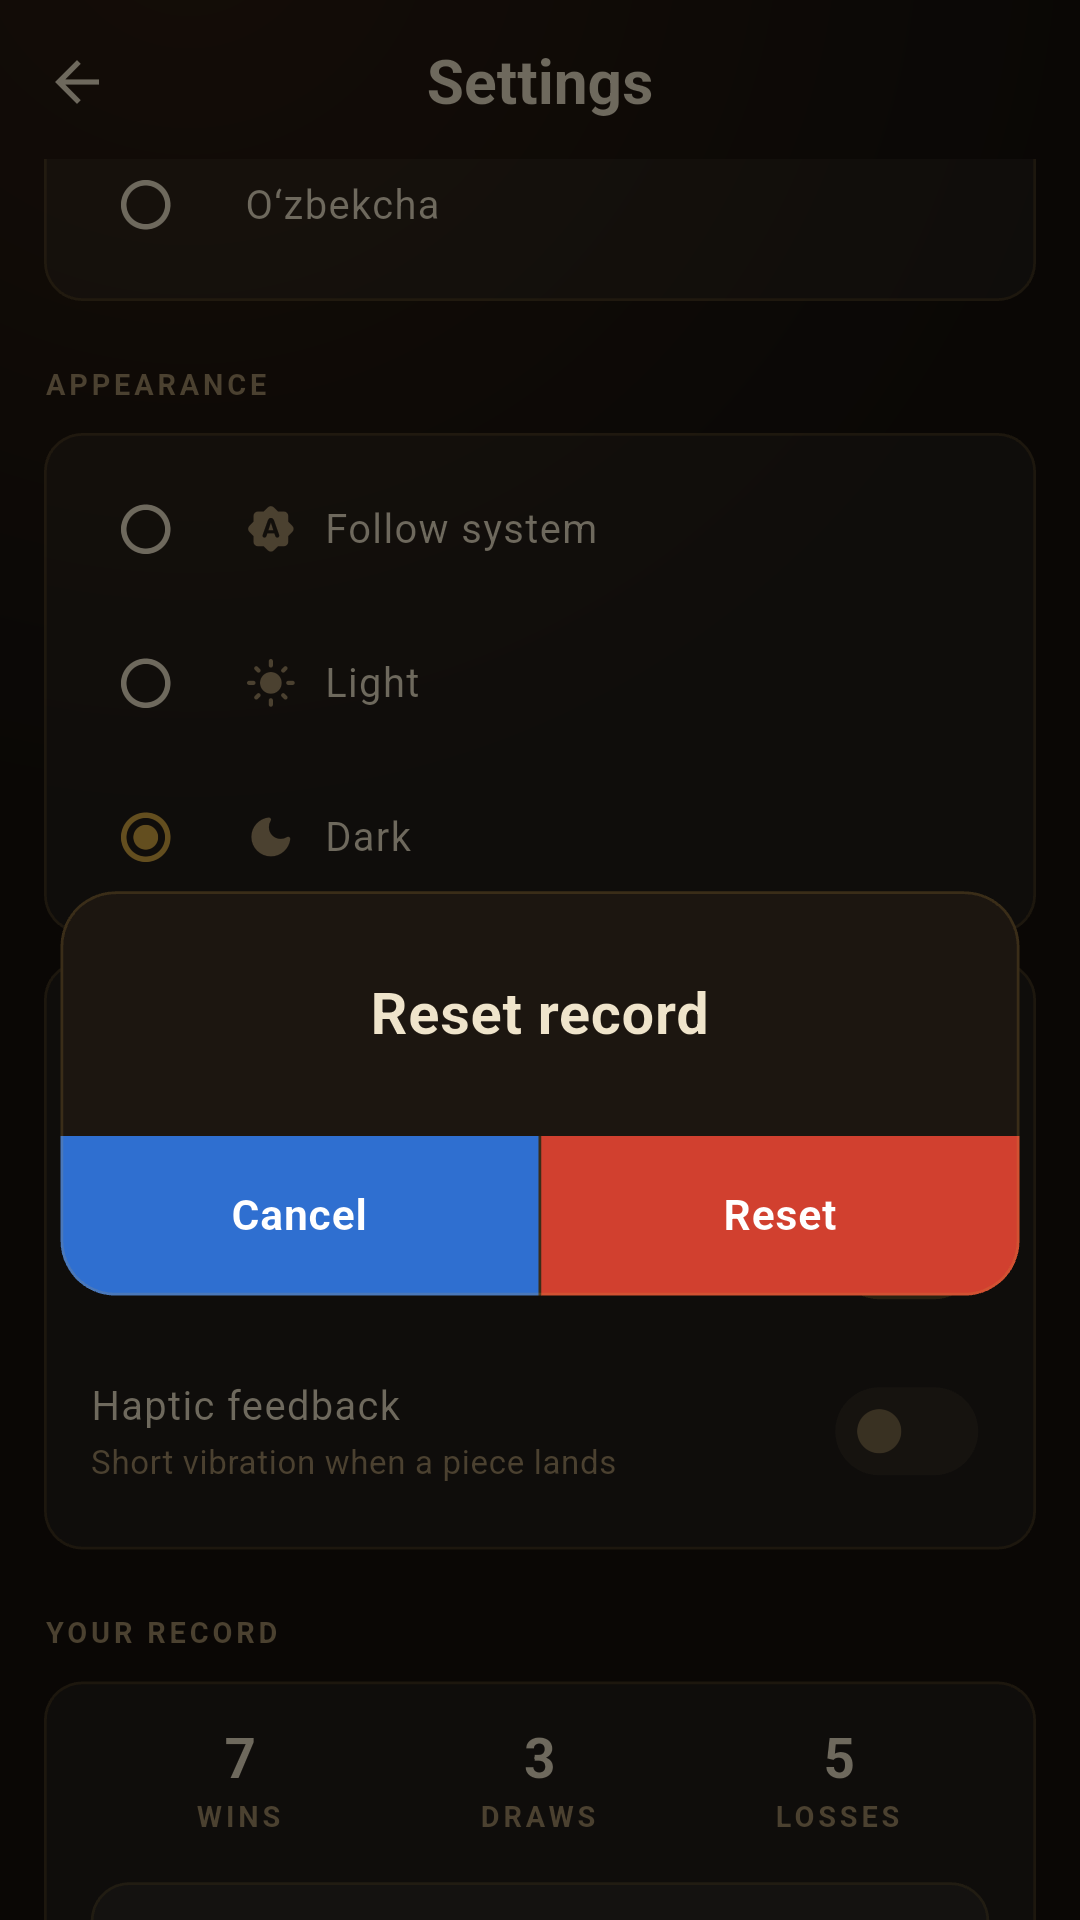 Settings
Oʻzbekcha
APPEARANCE
Follow system
Light
Dark
Reset record
Cancel
Reset
Haptic feedback
Short vibration when a piece lands
YOUR RECORD
7
3
5
WINS
DRAWS
LOSSES